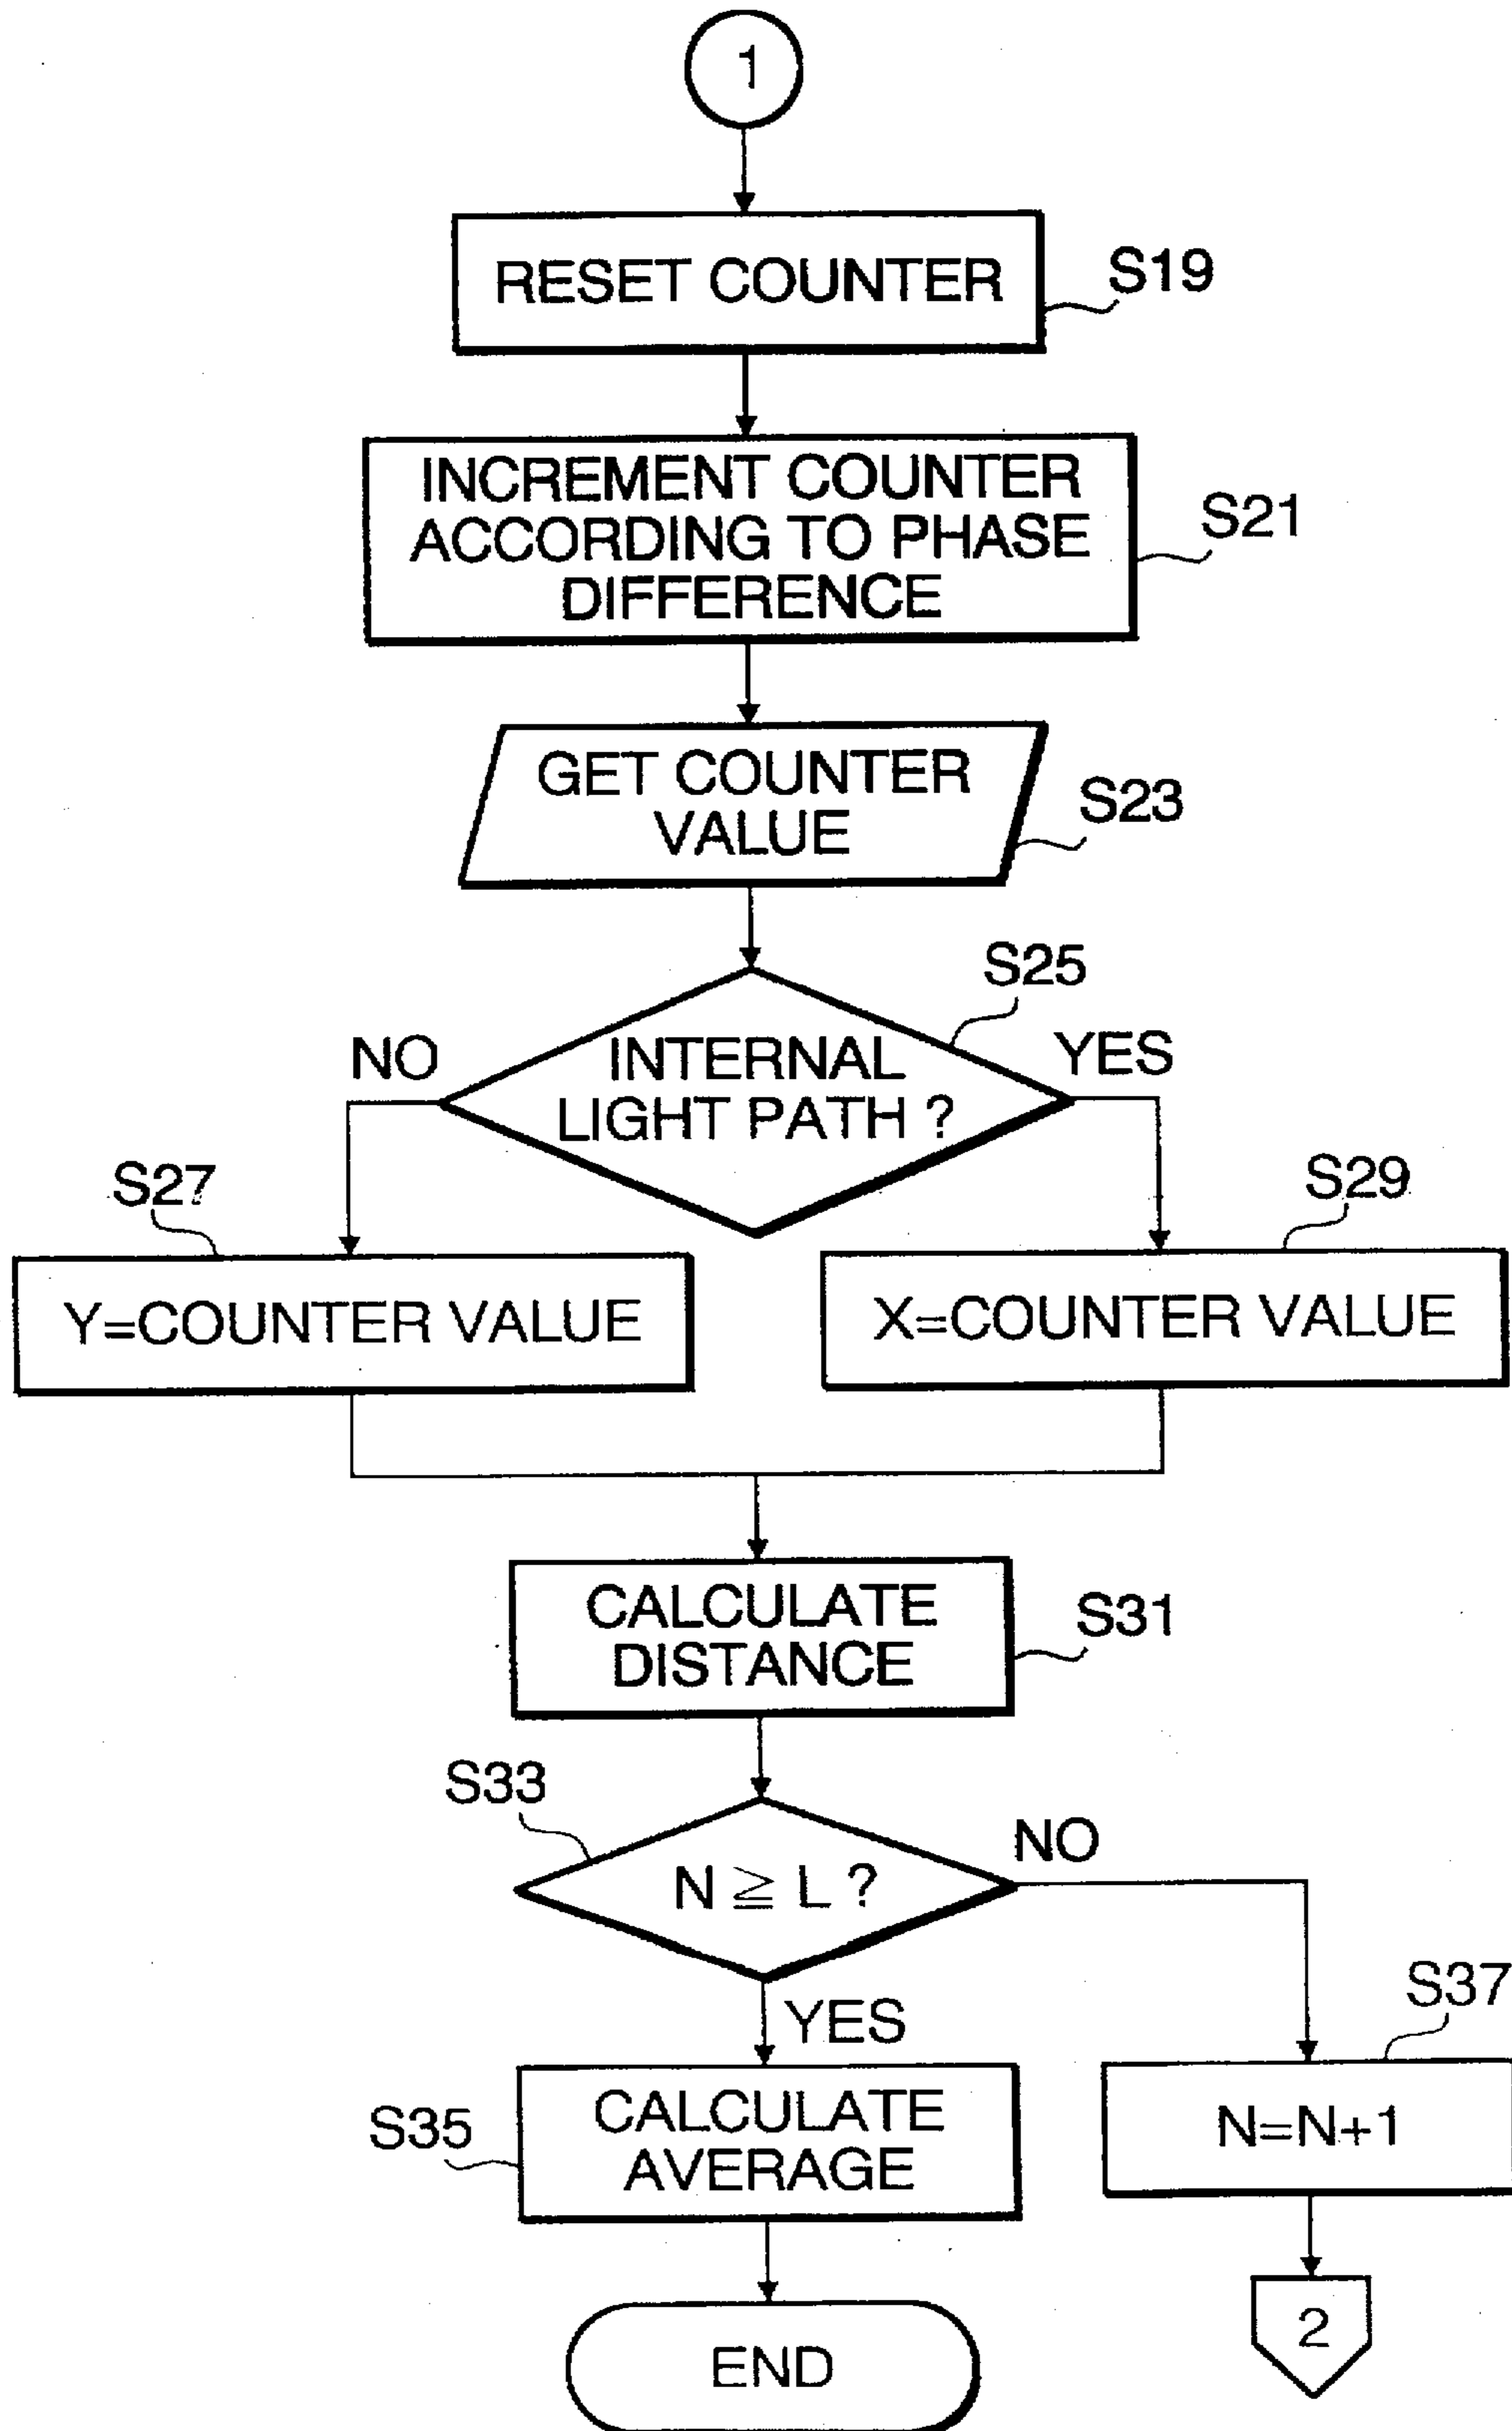 1
RESET COUNTER
S19
INCREMENT COUNTER
ACCORDING TO PHASE
DIFFERENCE
S21
GET COUNTER
VALUE
S23
S25
NO
INTERNAL
LIGHT PATH ?
YES
S27
S29
Y=COUNTER VALUE
X=COUNTER VALUE
CALCULATE
DISTANCE
S31
S33
N ≧ L ?
NO
YES
S37
S35
CALCULATE
AVERAGE
N=N+1
END
2